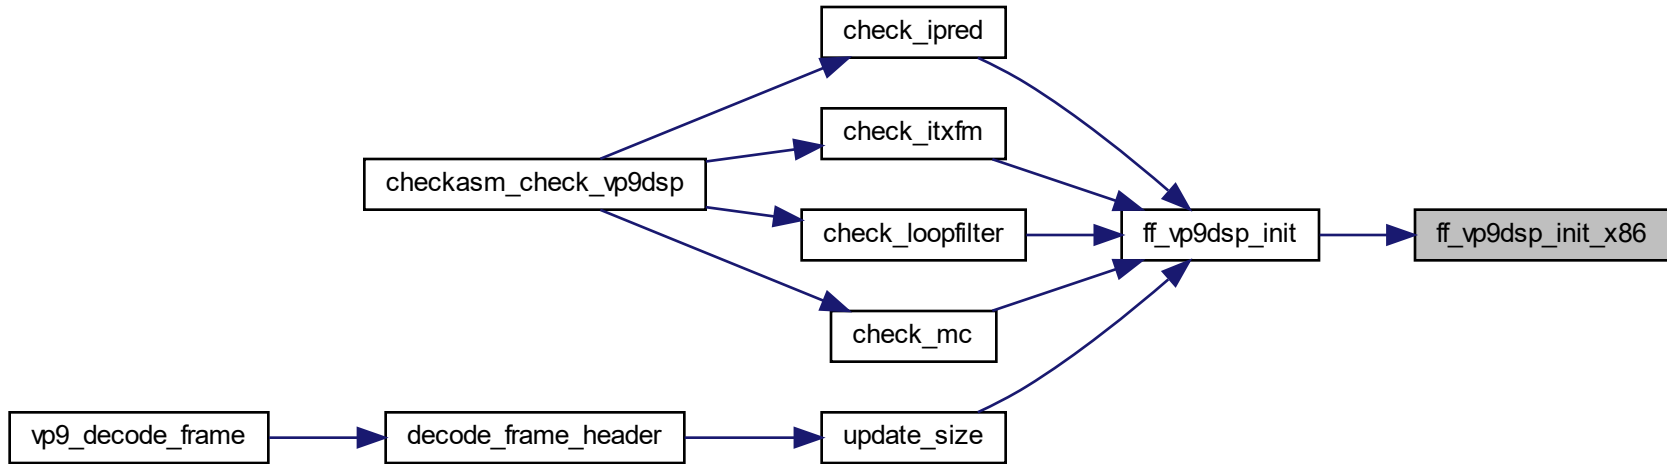 check_ipred
check_itxfm
checkasm_check_vp9dsp
check_loopfilter
ff_vp9dsp_init
ff_vp9dsp_init_x86
check_mc
vp9_decode_frame
decode_frame_header
update_size